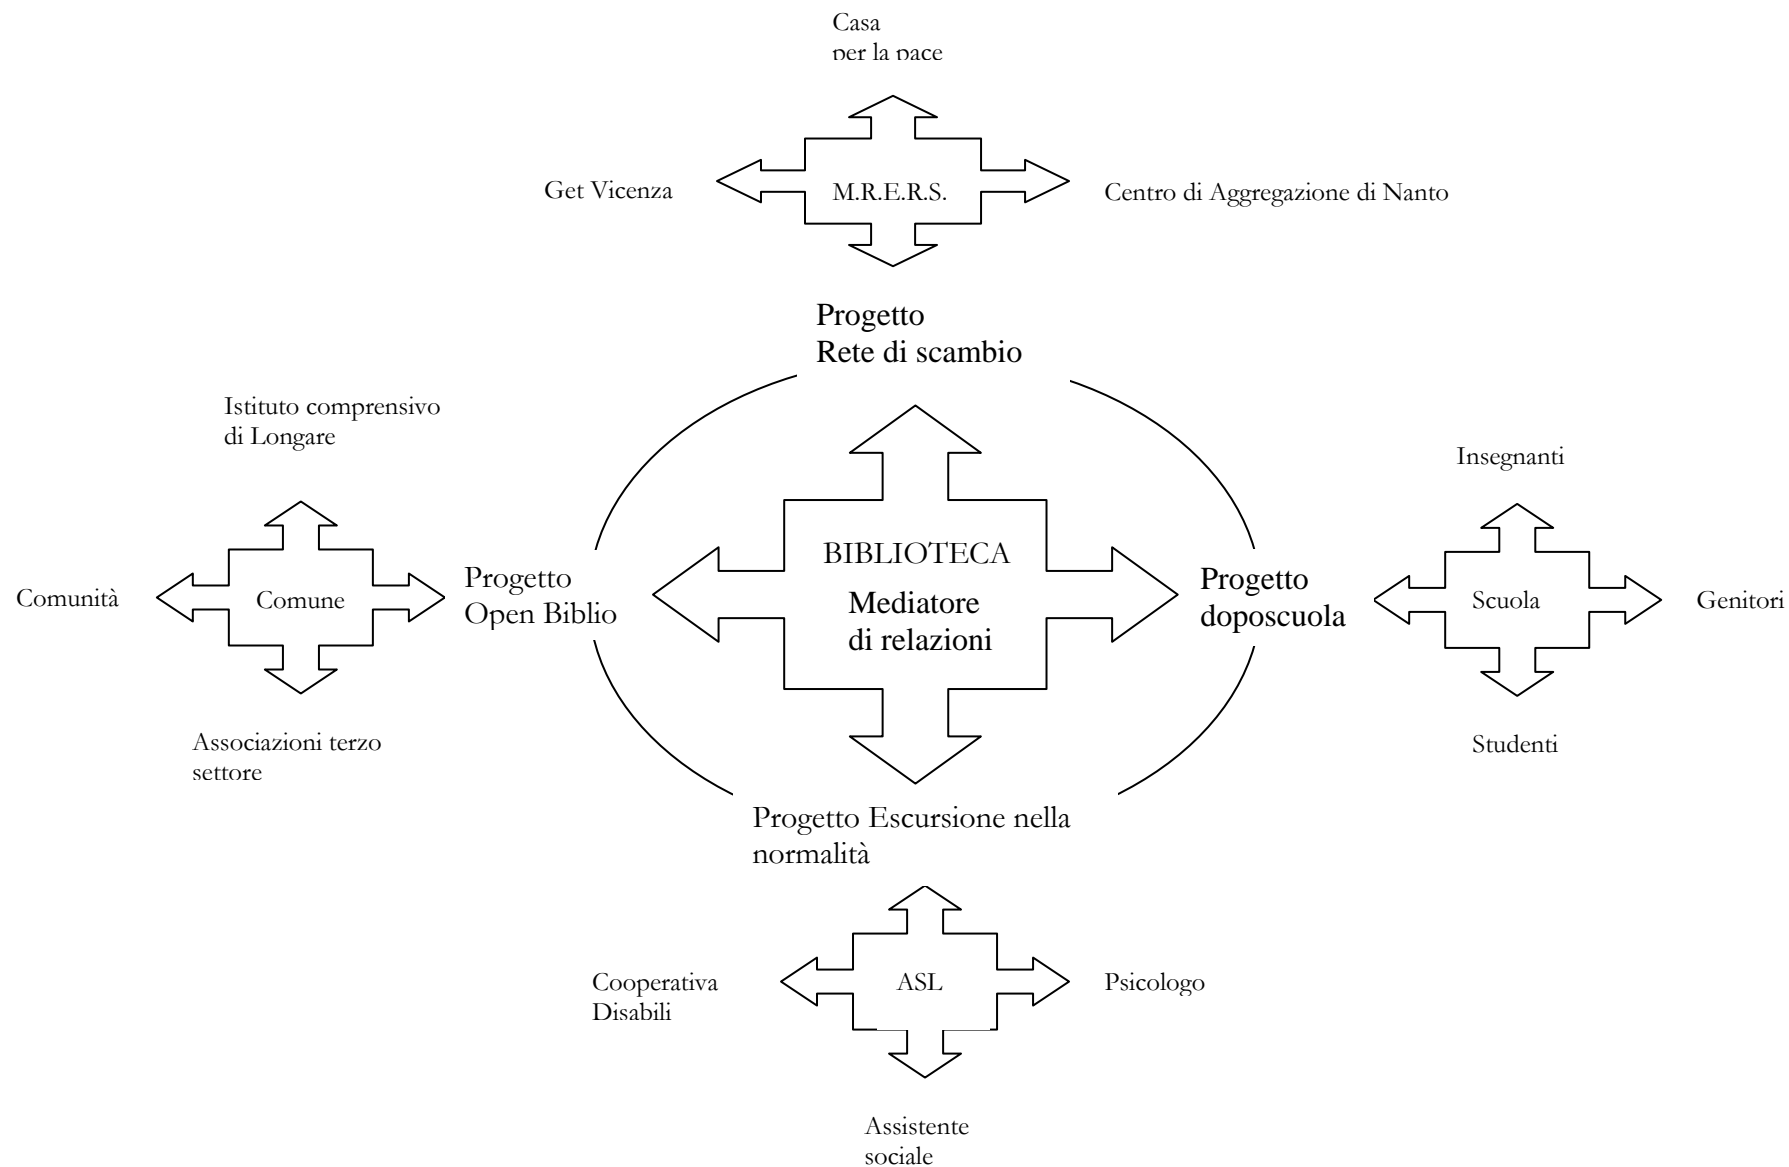 Casa
per la pace
Get Vicenza
M.R.E.R.S.
Centro di Aggregazione di Nanto
Progetto
Rete di scambio
Istituto comprensivo
di Longare
Insegnanti
Comunità
Comune
Progetto
Open Biblio
BIBLIOTECA
Mediatore
di relazioni
Progetto
doposcuola
Scuola
Genitori
Associazioni terzo
settore
Studenti
Progetto Escursione nella
normalità
Cooperativa
Disabili
ASL
Psicologo
Assistente
sociale